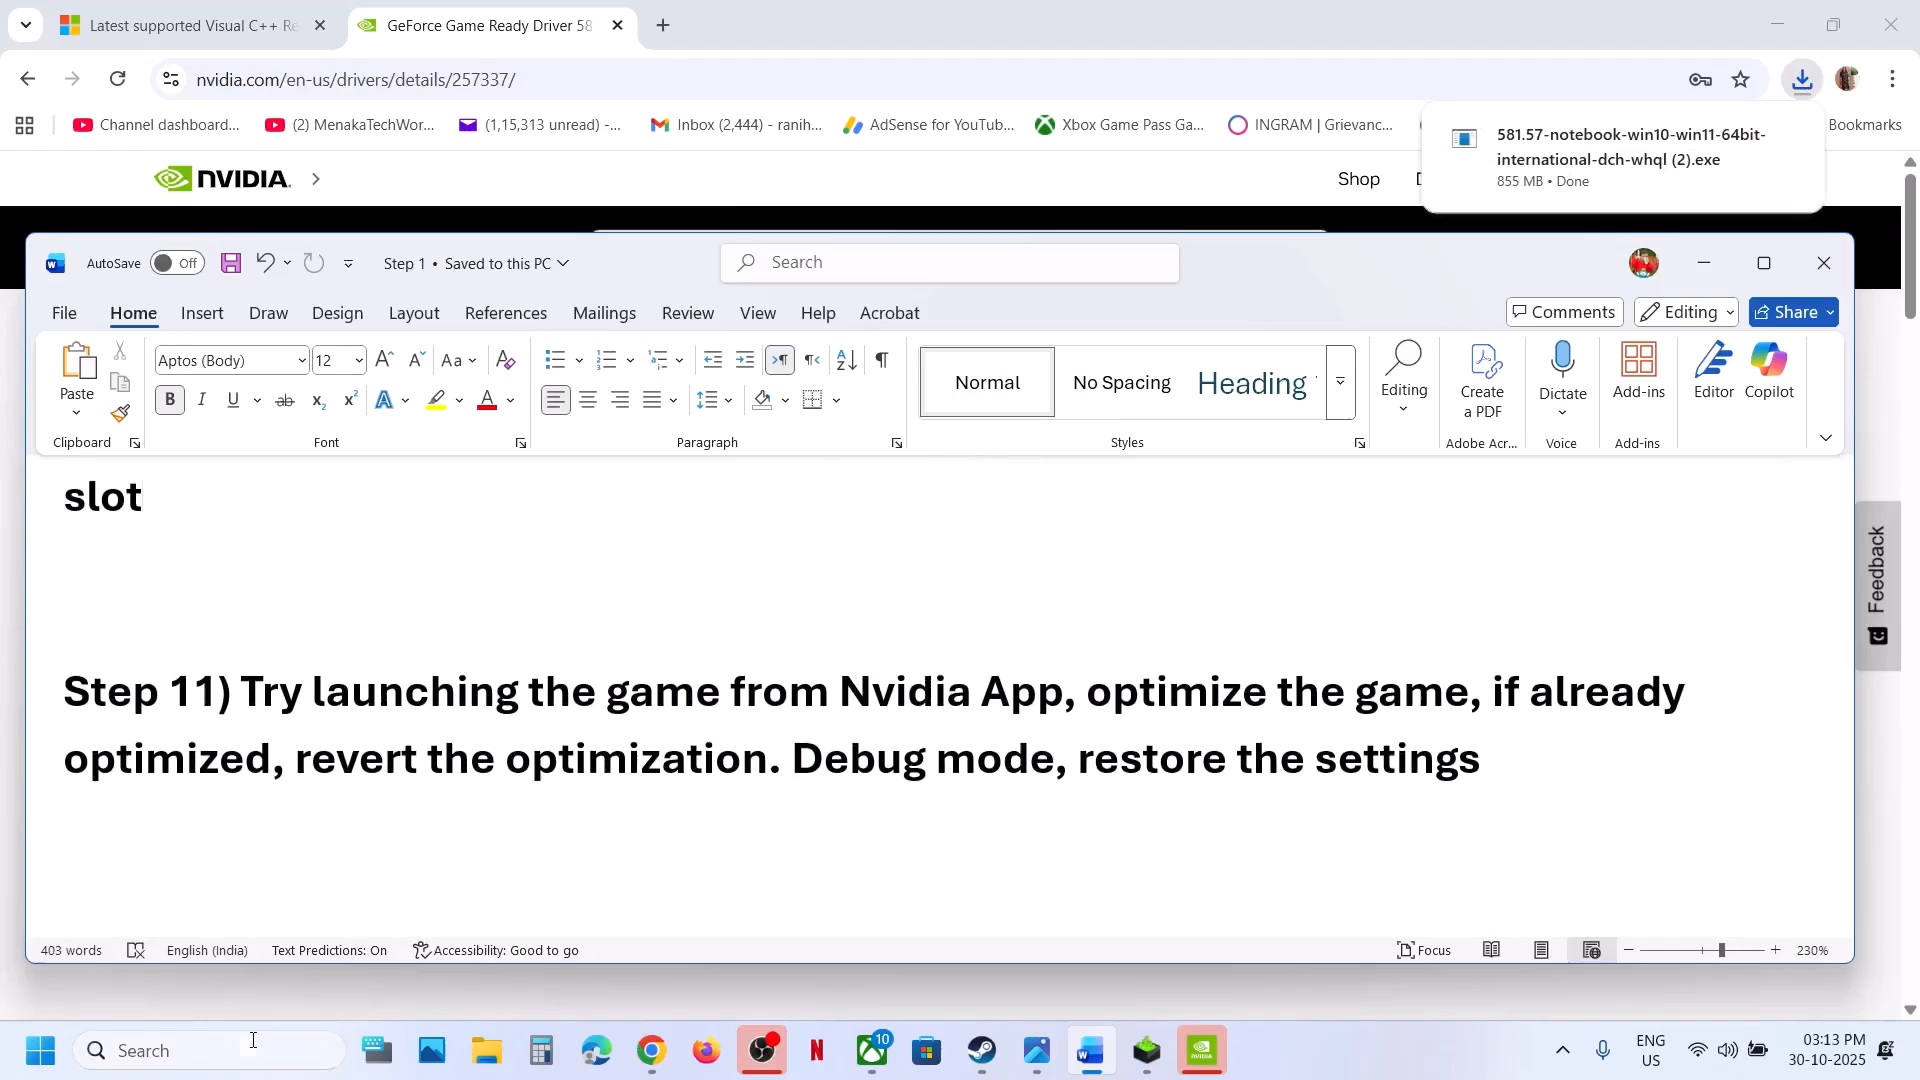 Latest supported Visual C++ Re
GeForce Game Ready Driver 58
nvidia.com/en-us/drivers/details/257337/
Channel dashboard...
(2) MenakaTechWor...
(1,15,313 unread) -...
Inbox (2,444) - ranih...
AdSense for YouTub...
Xbox Game Pass Ga...
INGRAM | Grievanc...
Bookmarks
581.57-notebook-win10-win11-64bit-
international-dch-whql (2).exe
855 MB • Done
NVIDIA.
Shop
AutoSave
Off
Step 1 • Saved to this PC
Search
File
Home
Insert
Draw
Design
Layout
References
Mailings
Review
View
Help
Acrobat
Comments
Editing
Share
Paste
Aptos (Body)
12
Aa
Normal
No Spacing
Heading
Editing
Create
a PDF
Dictate
Add-ins
Editor
Copilot
Clipboard
Font
Paragraph
Styles
Adobe Acr...
Voice
Add-ins
slot
Step 11) Try launching the game from Nvidia App, optimize the game, if already
optimized, revert the optimization. Debug mode, restore the settings
Feedback
403 words
English (India)
Text Predictions: On
Accessibility: Good to go
Focus
230%
Search
10
ENG
US
03:13 PM
30-10-2025